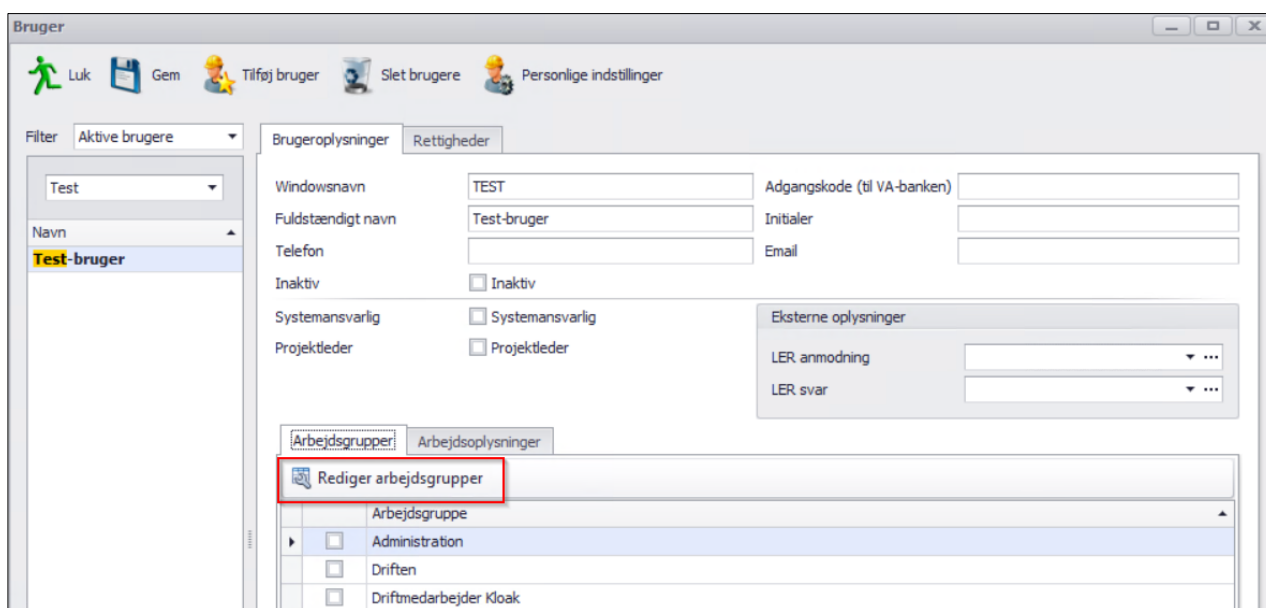 Bruger
Luk Gem Tilføj bruger Slet brugere Personlige indstillinger
Filter Aktive brugere
Test
Navn
Test-bruger
Brugeroplysninger Rettigheder
Windowsnavn TEST Adgangskode (til VA-banken)
Fuldstændigt navn Test-bruger Initialer
Telefon Email
Inaktiv Inaktiv
Systemansvarlig Systemansvarlig Eksterne oplysninger
Projektleder Projektleder
LER anmodning
LER svar
Arbejdsgrupper Arbejdsoplysninger
Rediger arbejdsgrupper
Arbejdsgruppe
Administration
Driften
Driftmedarbejder Kloak